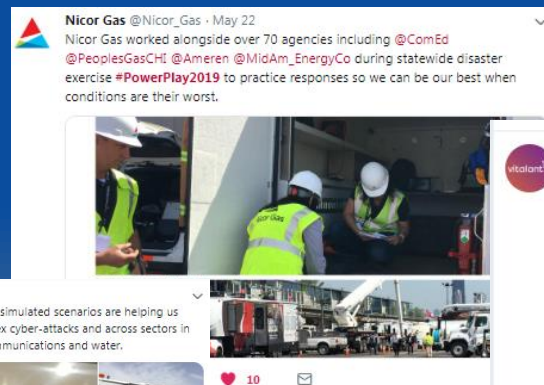 Nicor Gas @Nicor_Gas · May 22
Nicor Gas worked alongside over 70 agencies including @ComEd
@PeoplesGasCHI @Ameren @MidAm_EnergyCo during statewide disaster
exercise #PowerPlay2019 to practice responses so we can be our best when
conditions are their worst.
Nicor Gas
vitalant
simulated scenarios are helping us
ex cyber-attacks and across sectors in
mmunications and water.
10